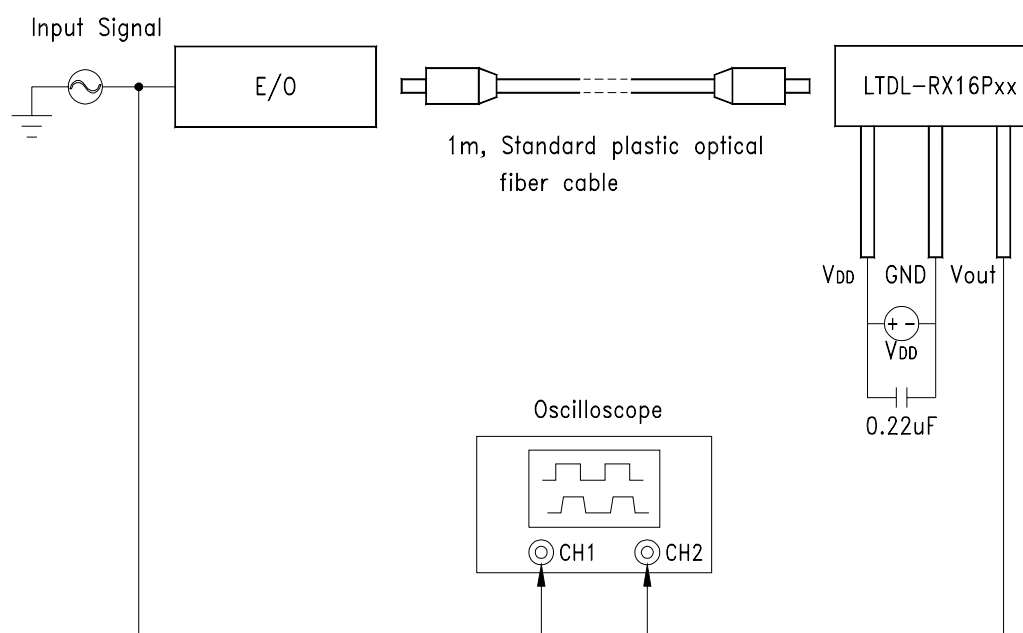 Input Signal
E/O
LTDL-RX16Pxx
1m, Standard plastic optical
fiber cable
VDD GND Vout
+ -
VDD
0.22uF
Oscilloscope
CH1 CH2